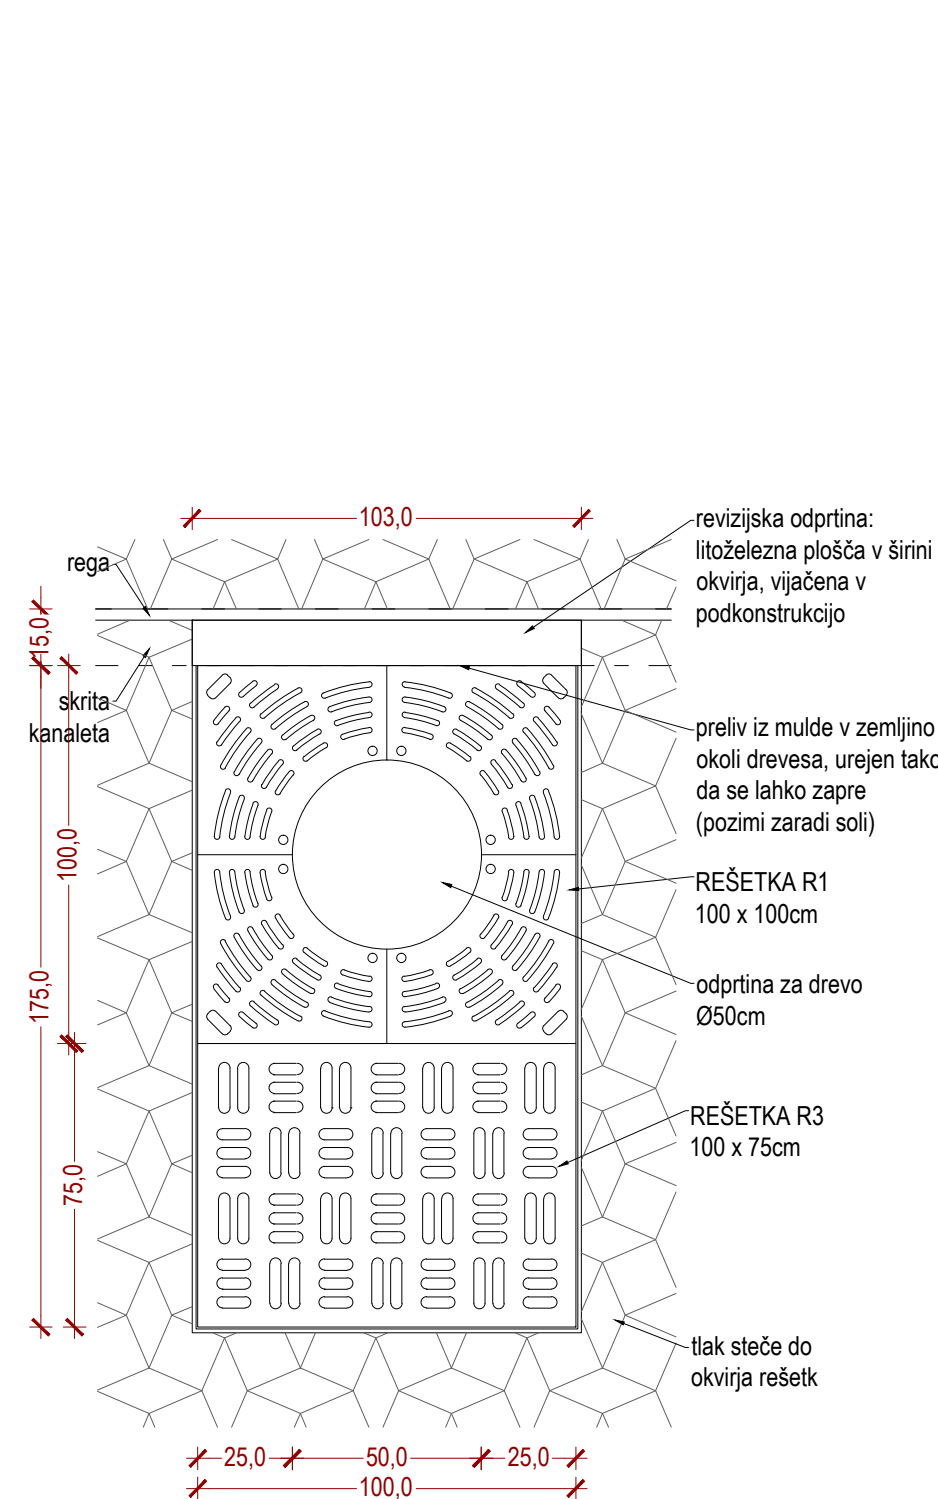 103,0
rega
15,0
skrita
kanaleta
100,0
175,0
75,0
revizijska odprtina:
litoželezna plošča v širini
okvirja, vijačena v
podkonstrukcijo
preliv iz mulde v zemljino
okoli drevesa, urejen tako
da se lahko zapre
(pozimi zaradi soli)
REŠETKA R1
100 x 100cm
odprtina za drevo
Ø50cm
REŠETKA R3
100 x 75cm
tlak steče do
okvirja rešetk
25,0
50,0
25,0
100,0